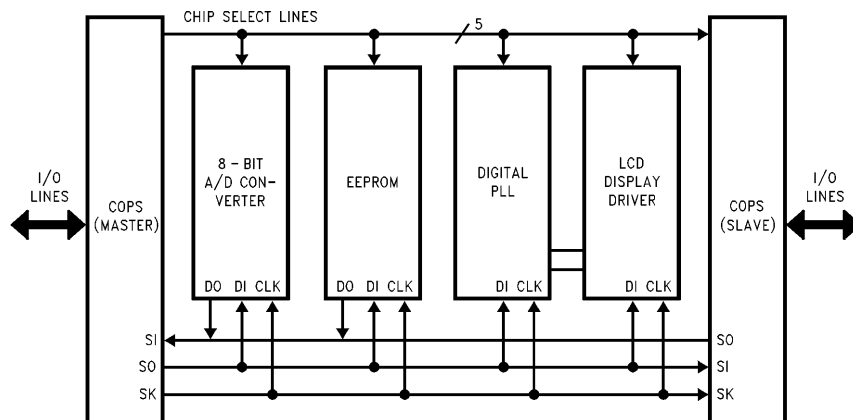 CHIP SELECT LINES
5
I/O
LINES
COPS
(MASTER)
8 - BIT
A/D CON-
VERTER
EEPROM
DIGITAL
PLL
LCD
DISPLAY
DRIVER
COPS
(SLAVE)
I/O
LINES
DO DI CLK
DO DI CLK
DI CLK
DI CLK
SI
SO
SO
SI
SK
SK